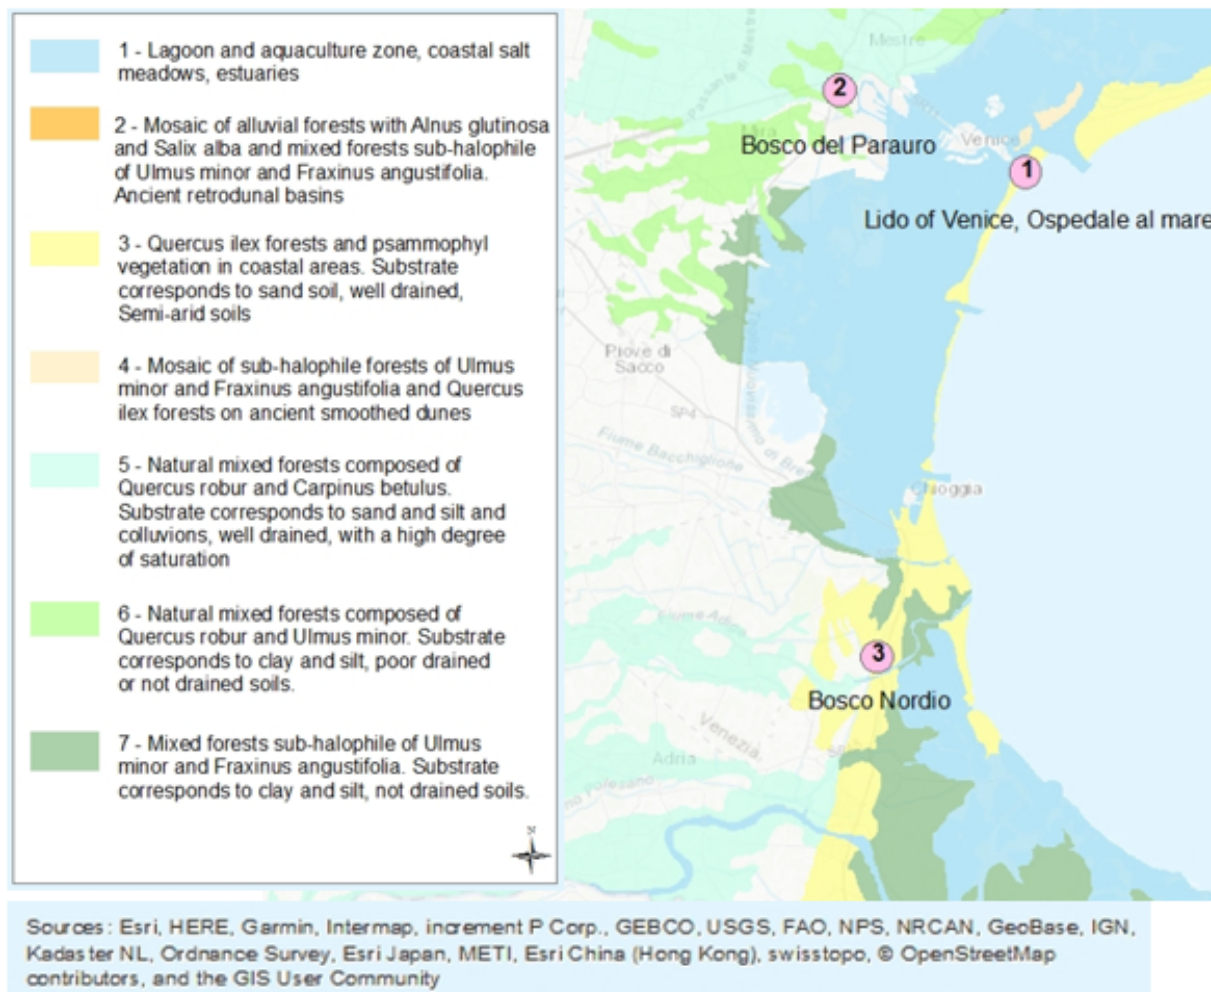 1 - Lagoon and aquaculture zone, coastal salt
meadows, estuaries
2 - Mosaic of alluvial forests with Alnus glutinosa
and Salix alba and mixed forests sub-halophile
of Ulmus minor and Fraxinus angustifolia.
Ancient retrodunal basins
3 - Quercus ilex forests and psammophyl
vegetation in coastal areas. Substrate
corresponds to sand soil, well drained,
Semi-arid soils
4 - Mosaic of sub-halophile forests of Ulmus
minor and Fraxinus angustifolia and Quercus
ilex forests on ancient smoothed dunes
5 - Natural mixed forests composed of
Quercus robur and Carpinus betulus.
Substrate corresponds to sand and silt and
colluvions, well drained, with a high degree
of saturation
6 - Natural mixed forests composed of
Quercus robur and Ulmus minor. Substrate
corresponds to clay and silt, poor drained
or not drained soils.
7 - Mixed forests sub-halophile of Ulmus
minor and Fraxinus angustifolia. Substrate
corresponds to clay and silt, not drained soils.
N
Mestre
Passante di Mestre
2
Mira
Bosco del Parauro
Venice
1
Lido of Venice, Ospedale al mare
Piove di
Sacco
SP4
Fiume Bacchiglione
Chioggia
Fiume Adige
3
Bosco Nordio
Venezia,
Adria
Sources: Esri, HERE, Garmin, Intermap, increment P Corp., GEBCO, USGS, FAO, NPS, NRCAN, GeoBase, IGN,
Kadaster NL, Ordnance Survey, Esri Japan, METI, Esri China (Hong Kong), swisstopo, © OpenStreetMap
contributors, and the GIS User Community